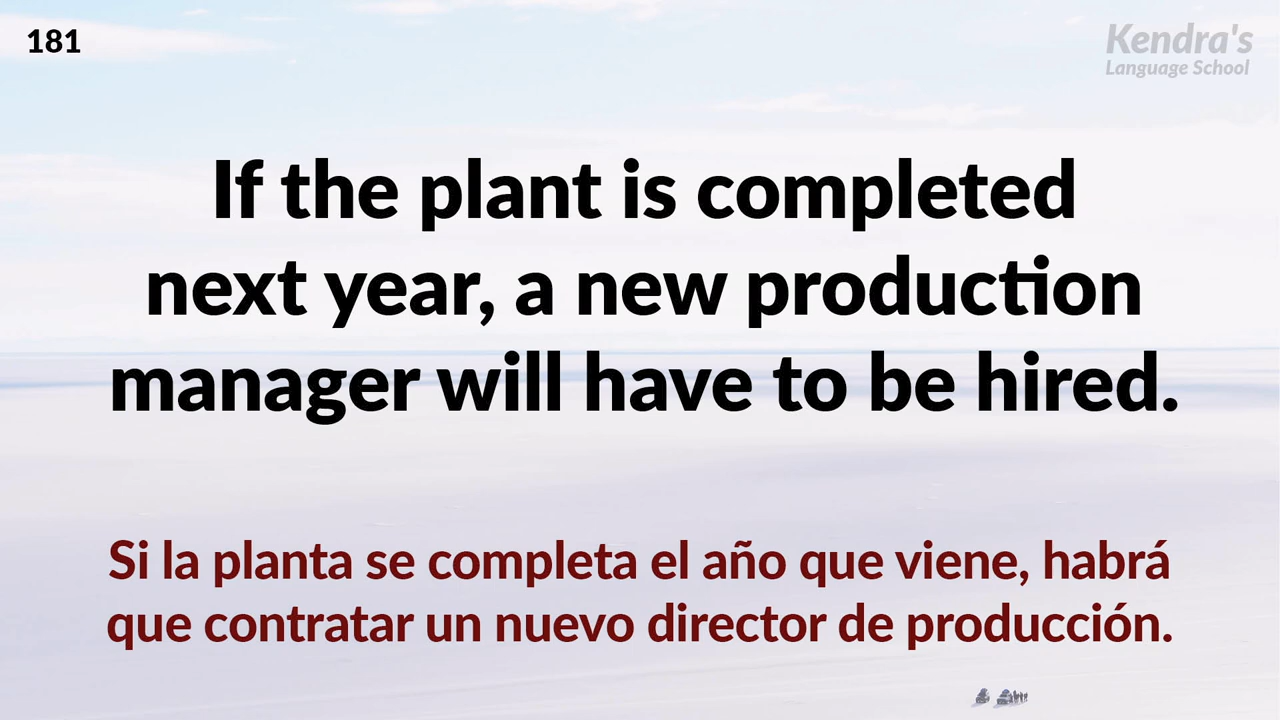 181
Kendra's
Language School
If the plant is completed
next year, a new production
manager will have to be hired.
Si la planta se completa el año que viene, habrá
que contratar un nuevo director de producción.